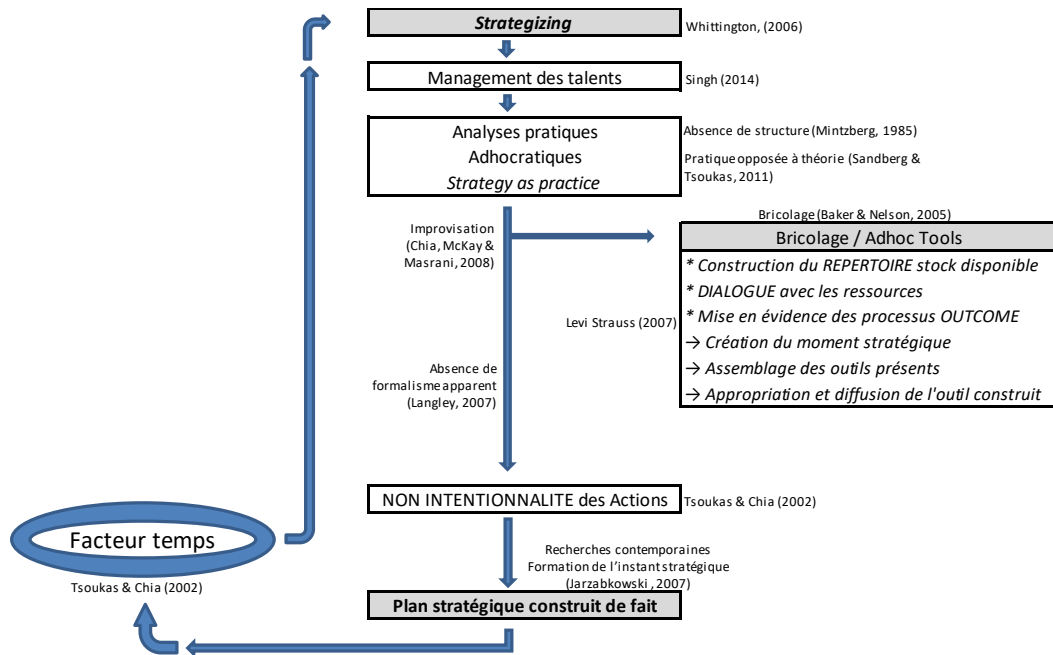 Strategizing
Whittington, (2006)
Management des talents
Singh (2014)
Analyses pratiques
Adhocratiques
Strategy as practice
Absence de structure (Mintzberg, 1985)
Pratique opposée à théorie (Sandberg &
Tsoukas, 2011)
Improvisation
(Chia, McKay &
Masrani, 2008)
Bricolage (Baker & Nelson, 2005)
Bricolage / Adhoc Tools
* Construction du REPERTOIRE stock disponible
* DIALOGUE avec les ressources
* Mise en évidence des processus OUTCOME
→ Création du moment stratégique
→ Assemblage des outils présents
→ Appropriation et diffusion de l'outil construit
Levi Strauss (2007)
Absence de
formalisme apparent
(Langley, 2007)
NON INTENTIONNALITE des Actions
Tsoukas & Chia (2002)
Facteur temps
Tsoukas & Chia (2002)
Recherches contemporaines
Formation de l'instant stratégique
(Jarzabkowski, 2007)
Plan stratégique construit de fait